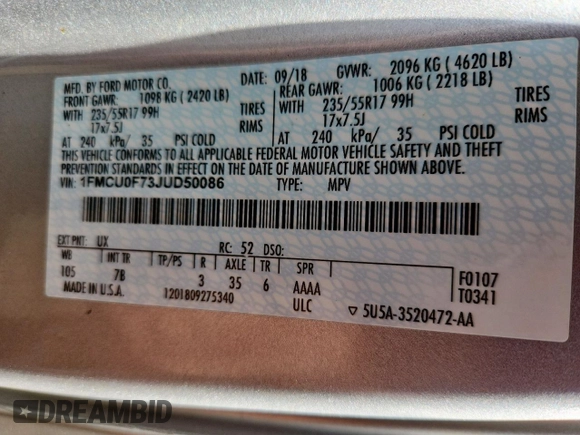 MFD. BY FORD MOTOR CO.
DATE: 09/18 GVWR: 2096 KG ( 4620 LB)
FRONT GAWR: 1098 KG ( 2420 LB) REAR GAWR: 1006 KG ( 2218 LB)
WITH 235/55R17 99H TIRES WITH 235/55R17 99H TIRES
17x7.5J RIMS 17x7.5J RIMS
AT 240 kPa/ 35 PSI COLD AT 240 kPa/ 35 PSI COLD
THIS VEHICLE CONFORMS TO ALL APPLICABLE FEDERAL MOTOR VEHICLE SAFETY AND THEFT
PREVENTION STANDARDS IN EFFECT ON THE DATE OF MANUFACTURE SHOWN ABOVE.
VIN: 1FMCU0F73JUD50086 TYPE: MPV
EXT PNT: UX RC: 52 DSO:
WB INT TR TP/PS R AXLE TR SPR F0107
105 7B 3 35 6 AAAA T0341
MADE IN U.S.A. 1201809275340 ULC ▽ 5U5A-3520472-AA
DREAMBID